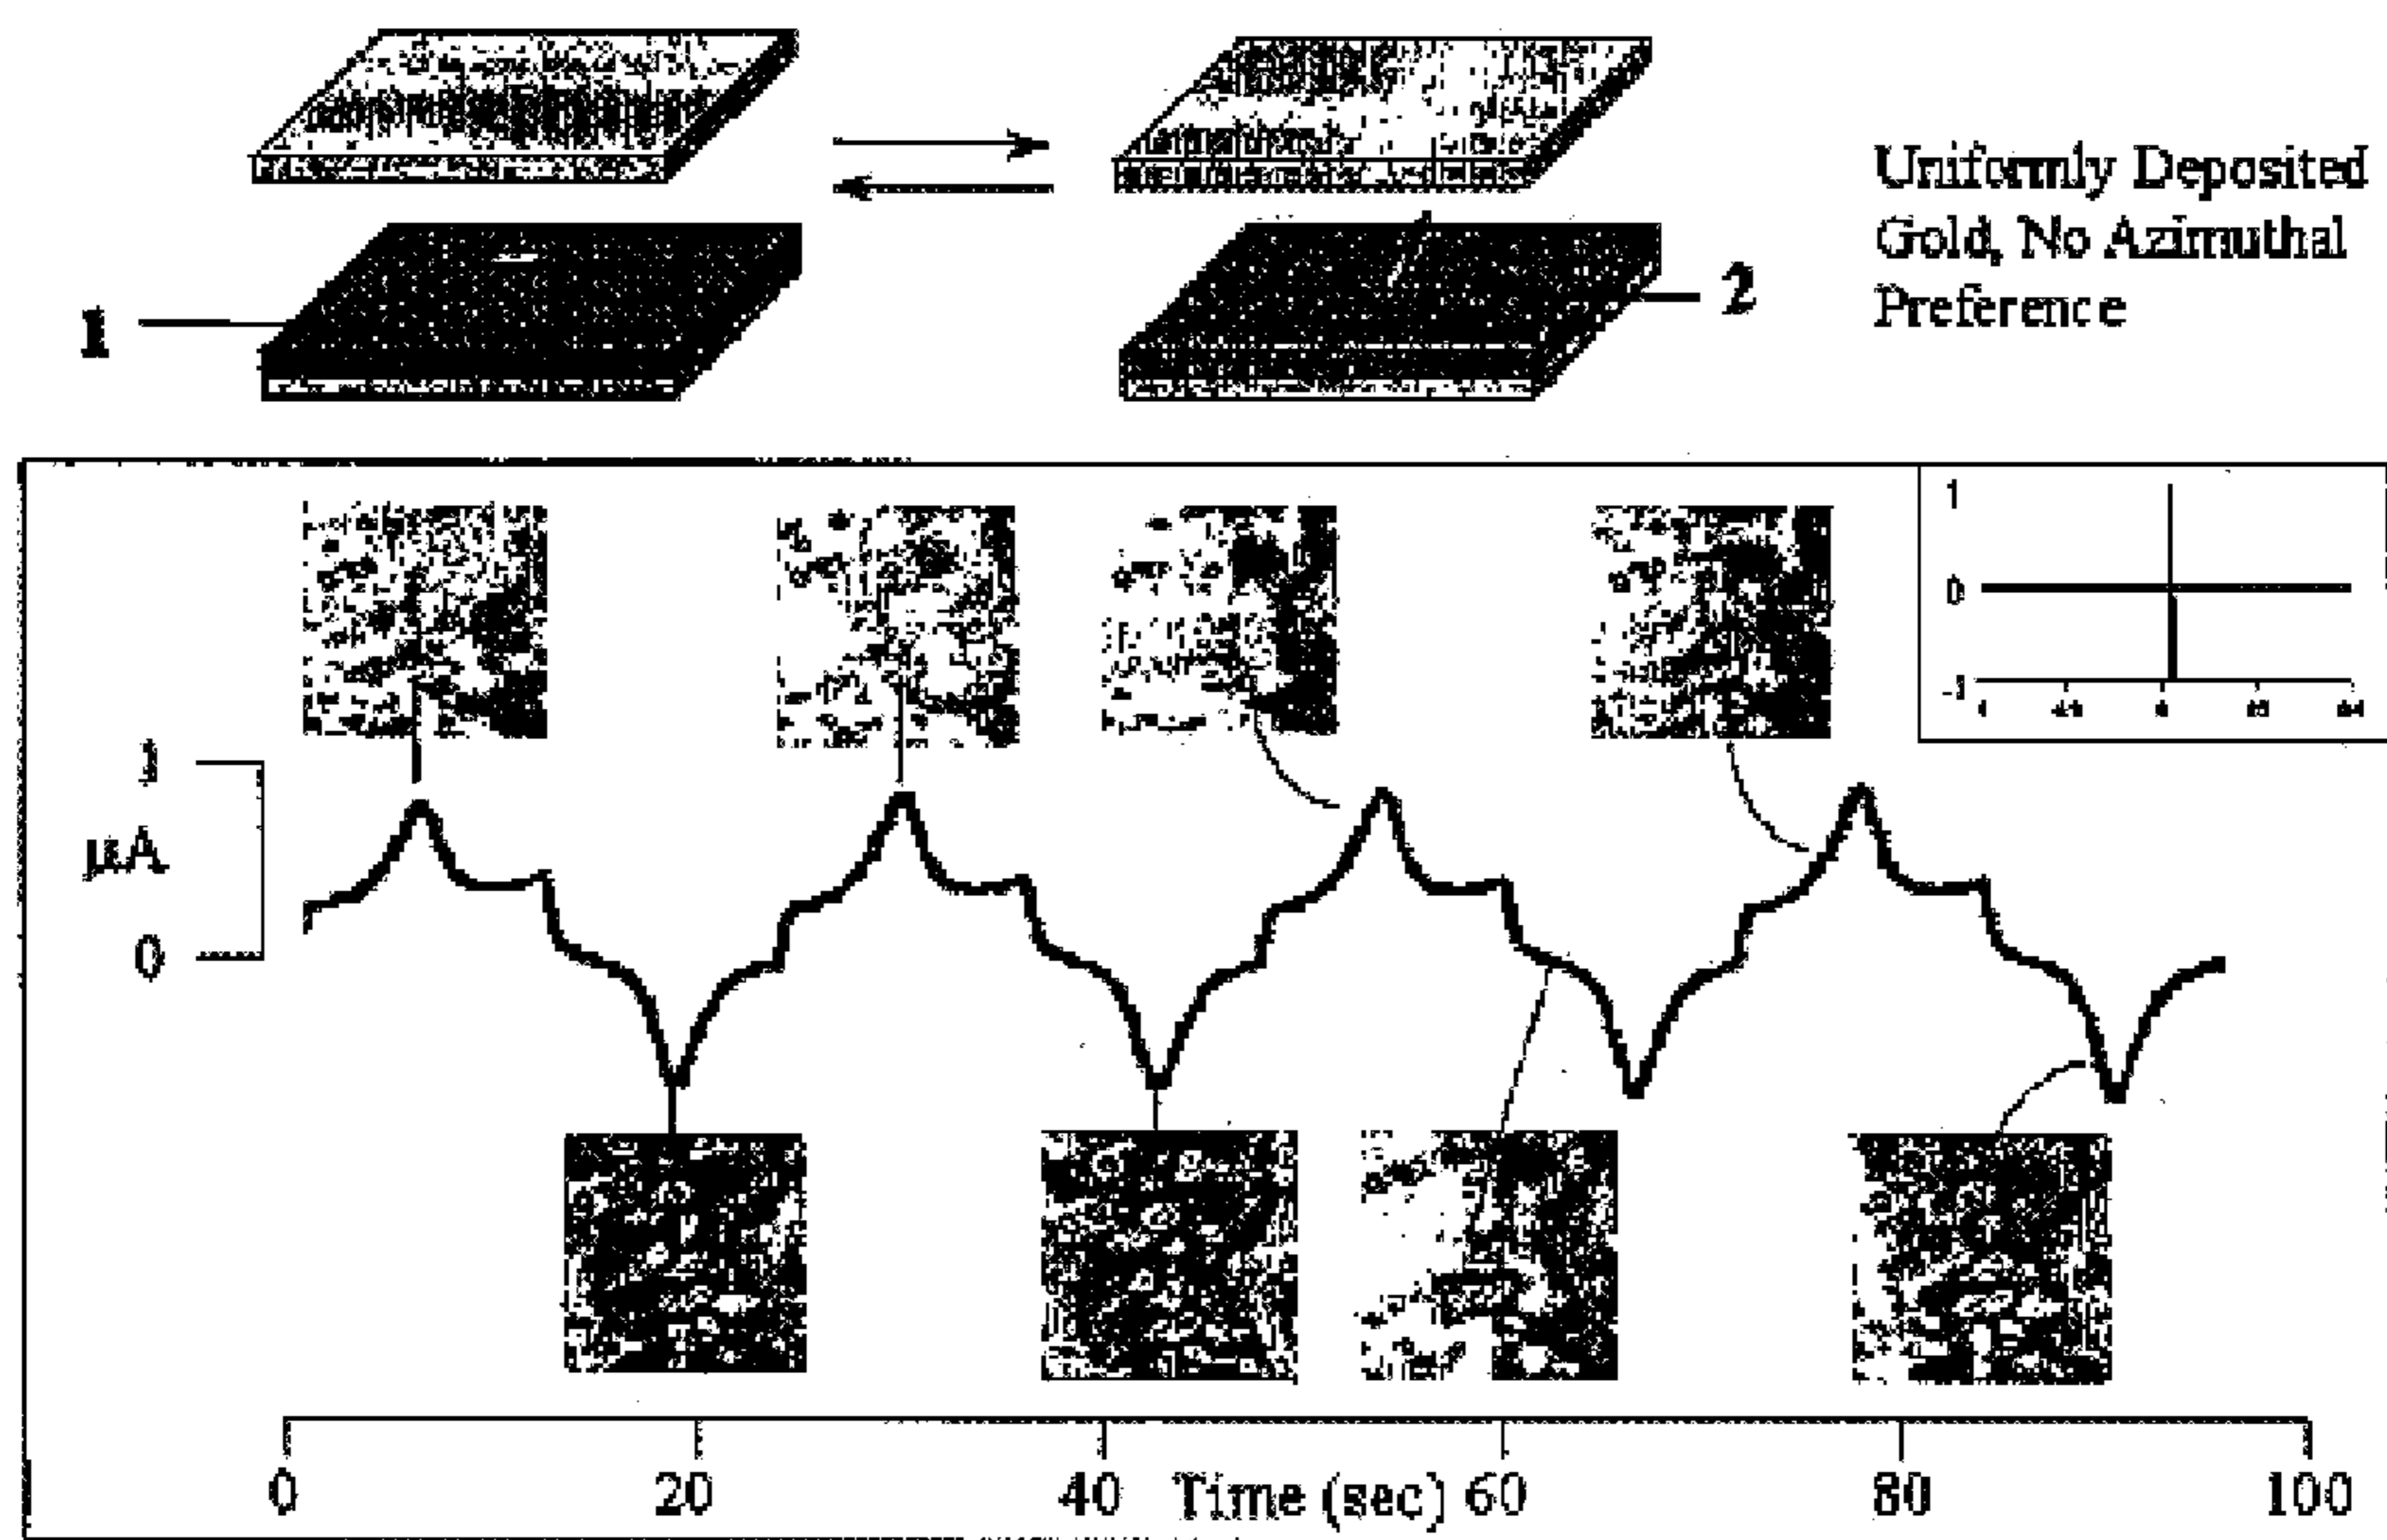 Uniformly Deposited
Gold, No Azimuthal
Preference
1
2
1
0
-1
1
µA
0
0 20 40 Time (sec) 60 80 100